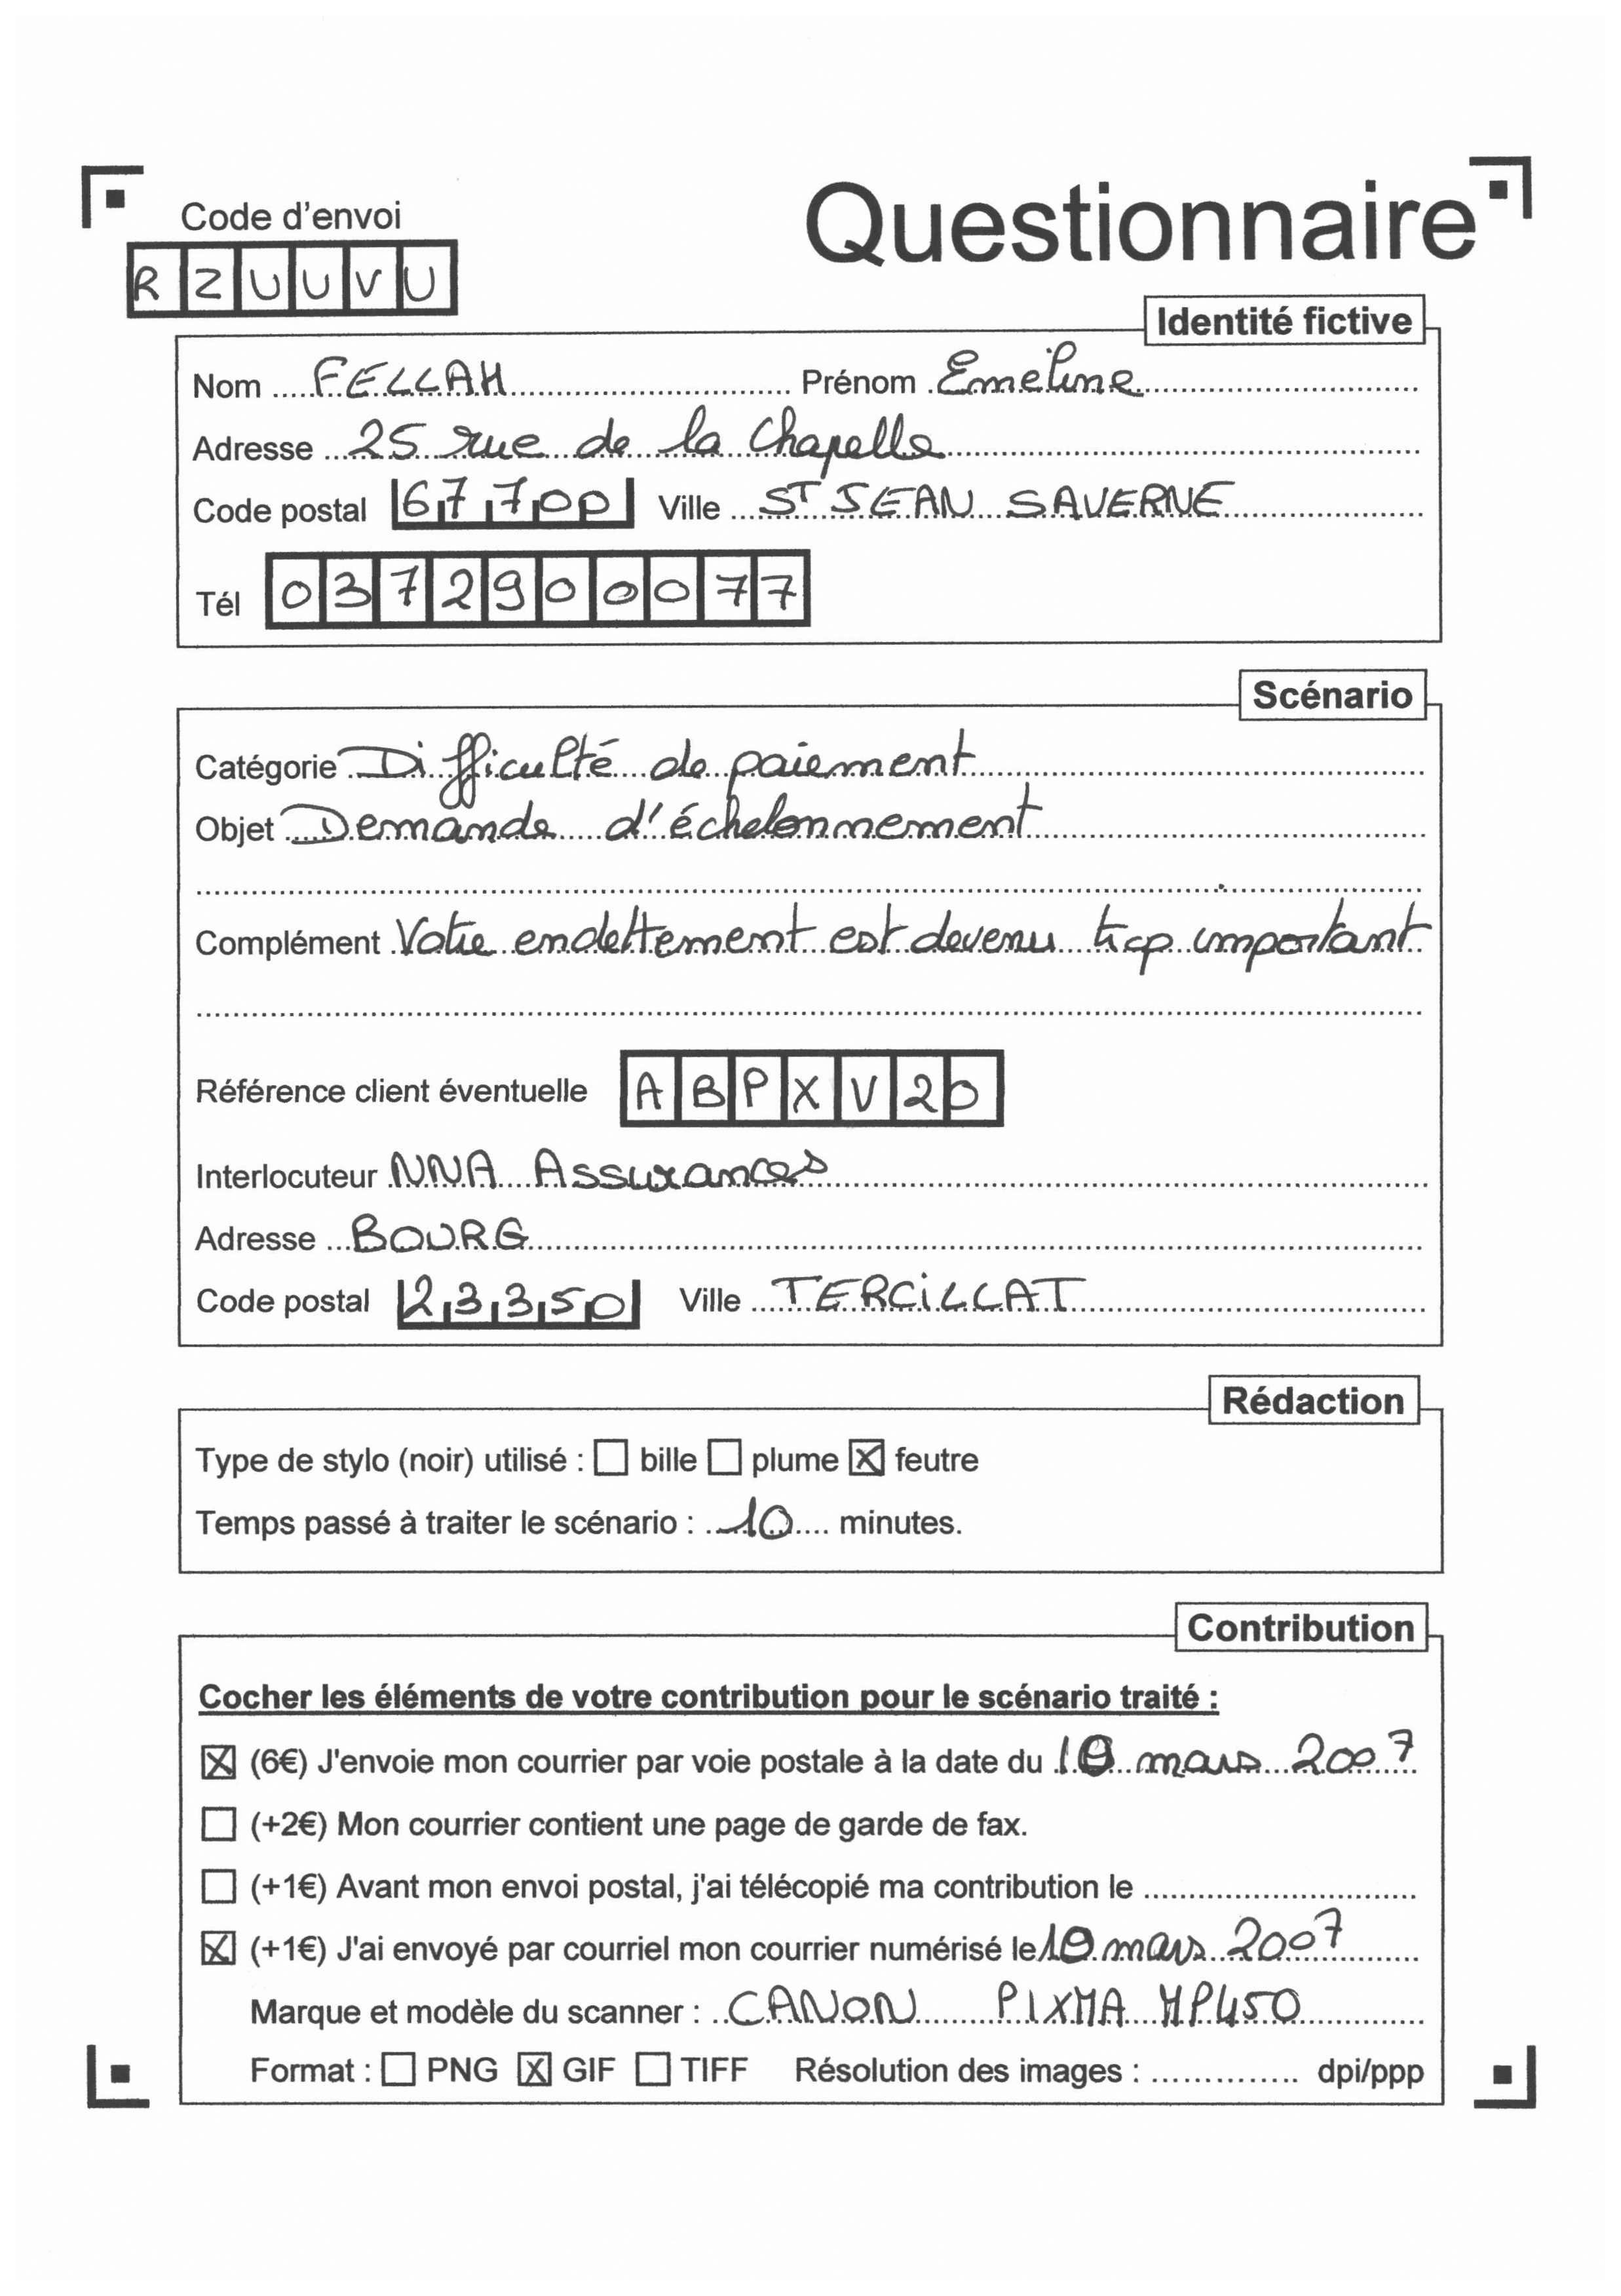 Code d'envoi
Questionnaire
R Z U U V U
Identité fictive
Nom FELLAH Prénom Emeline
Adresse 25 rue de la Chapelle
Code postal 67700 Ville ST JEAN SAVERNE
Tél 0372900077
Scénario
Catégorie Difficulté de paiement
Objet Demande d'échelonnement
Complément Votre endettement est devenu trop important
Référence client éventuelle ABPXV20
Interlocuteur NNA Assurances
Adresse BOURG
Code postal 23350 Ville TERCILLAT
Rédaction
Type de stylo (noir) utilisé : ☐ bille ☐ plume ☒ feutre
Temps passé à traiter le scénario : 10 minutes.
Contribution
Cocher les éléments de votre contribution pour le scénario traité :
☒ (6€) J'envoie mon courrier par voie postale à la date du 10 mars 2007
☐ (+2€) Mon courrier contient une page de garde de fax.
☐ (+1€) Avant mon envoi postal, j'ai télécopié ma contribution le
☒ (+1€) J'ai envoyé par courriel mon courrier numérisé le 10 mars 2007
Marque et modèle du scanner : CANON PIXMA MP450
Format : ☐ PNG ☒ GIF ☐ TIFF Résolution des images : dpi/ppp